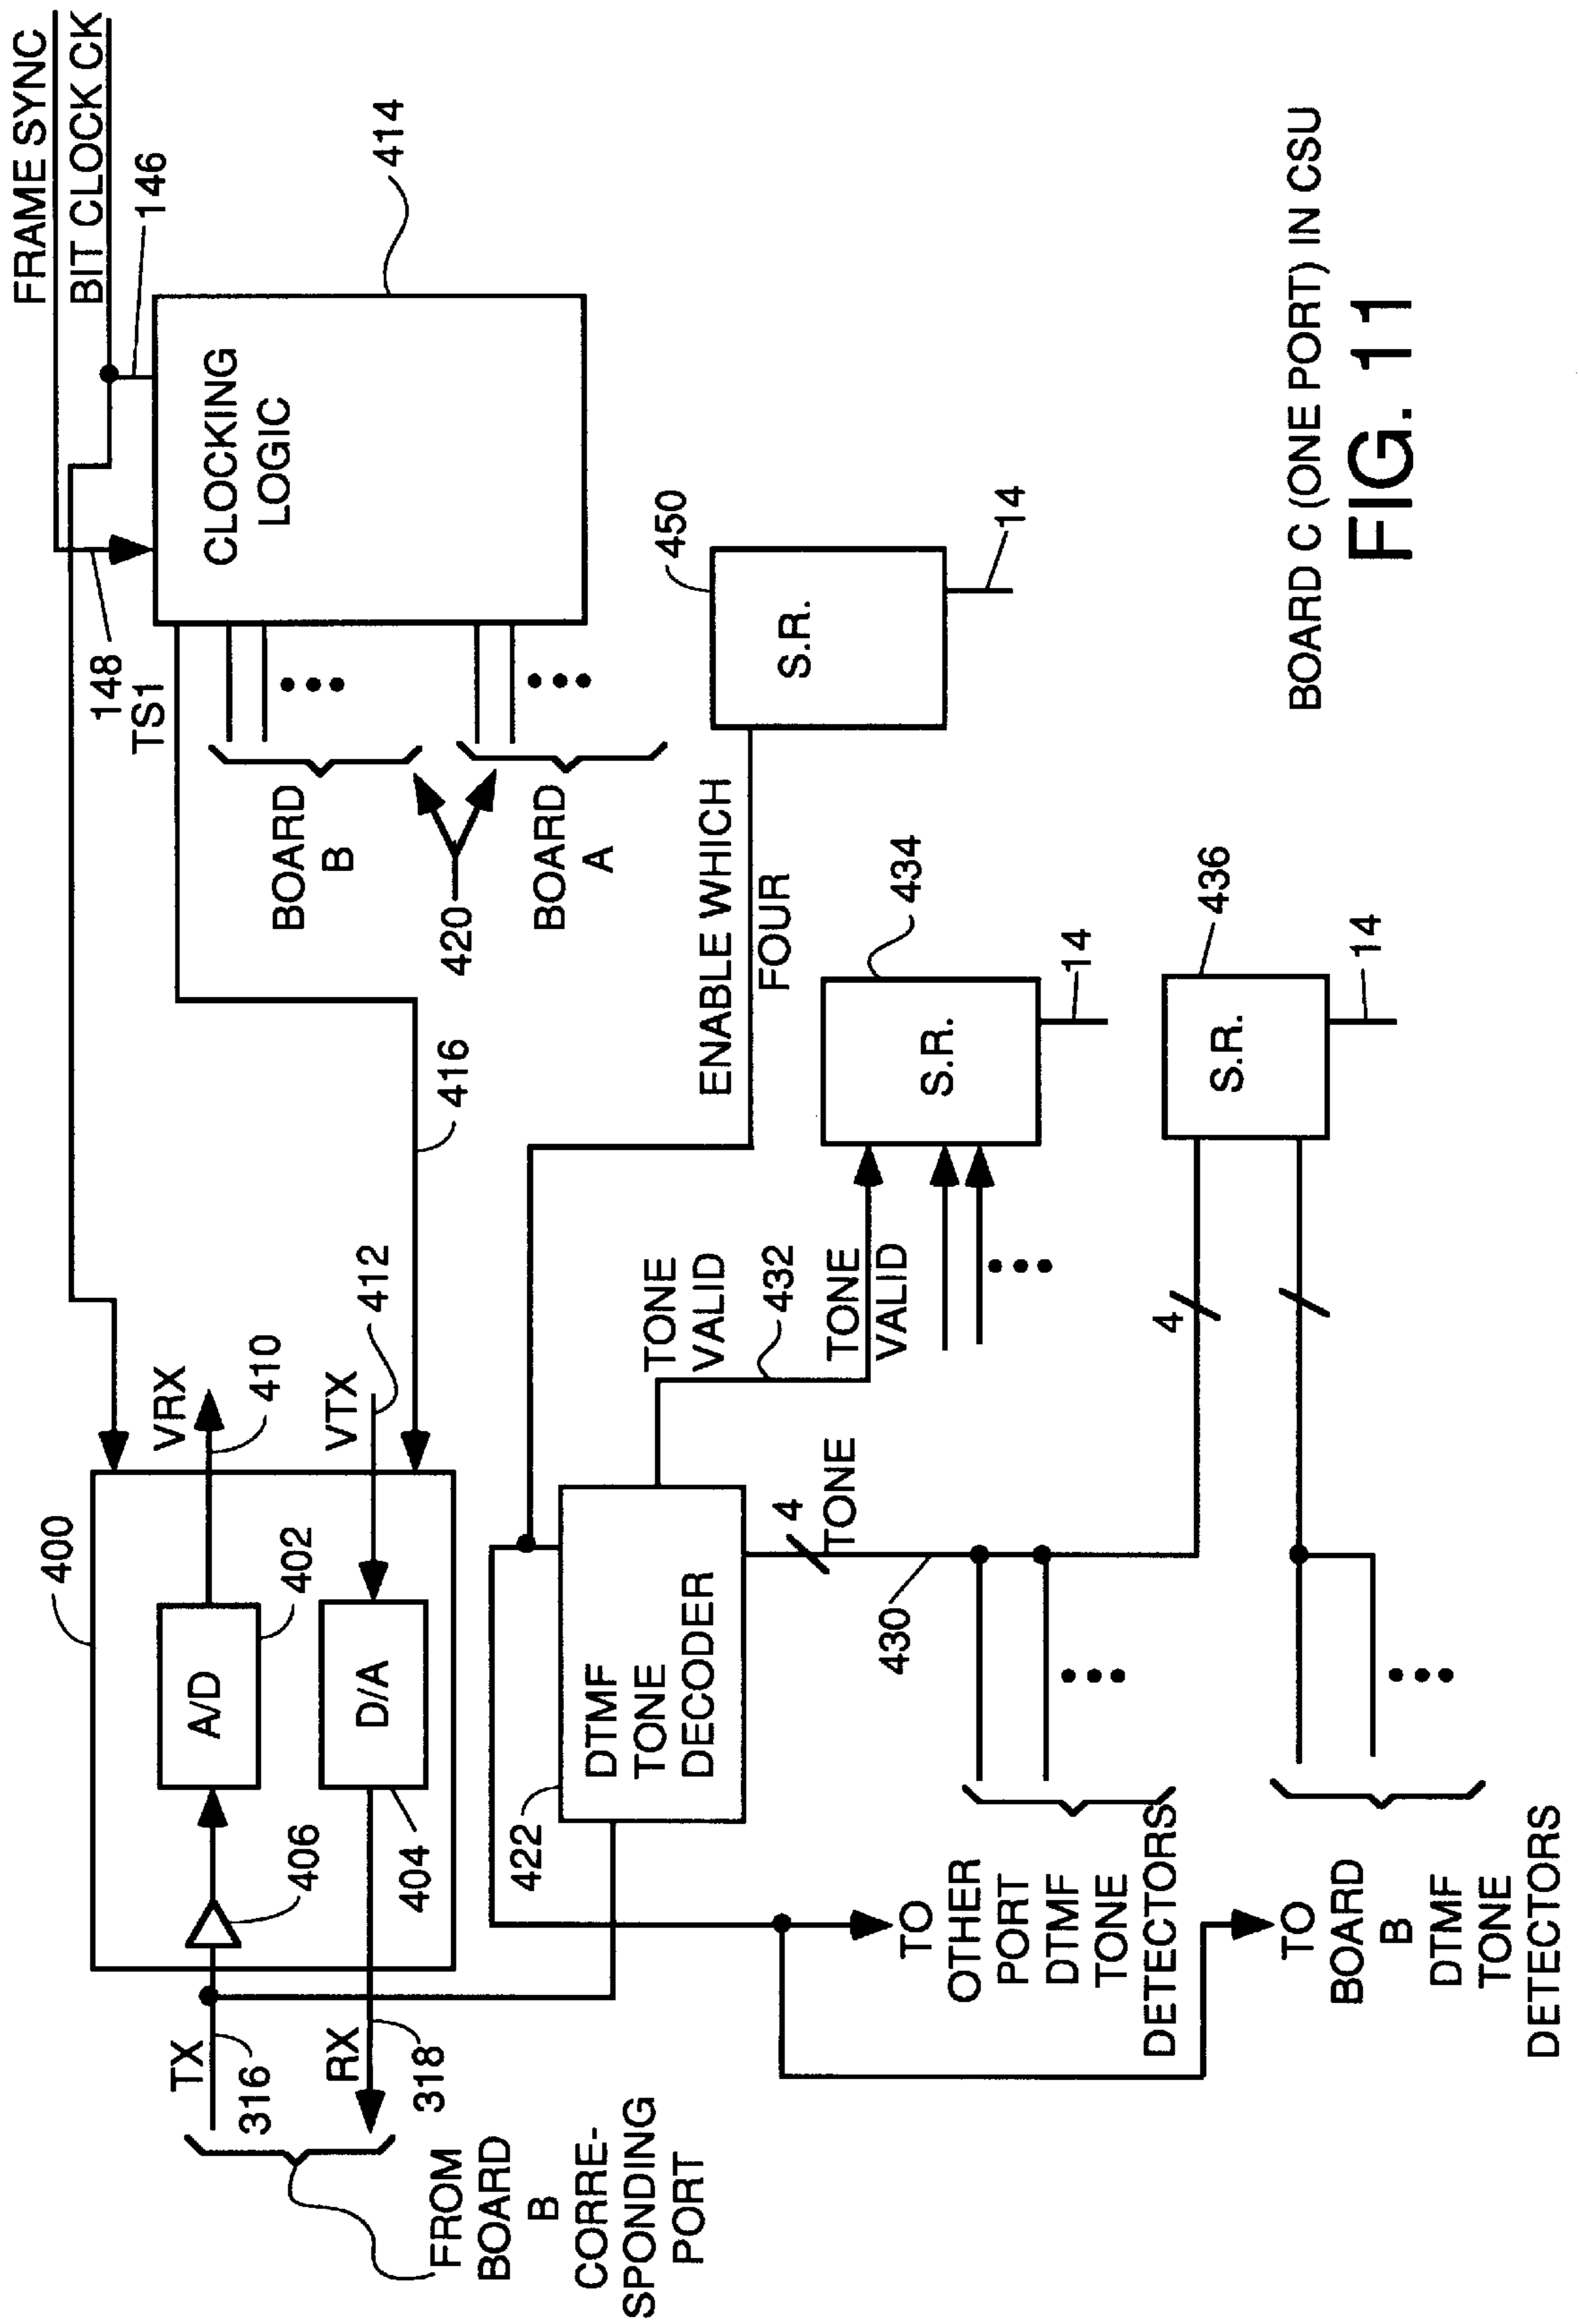 FRAME SYNC
BIT CLOCK CK
146
148
TS1
414
CLOCKING
LOGIC
BOARD
B
420
BOARD
A
416
400
VRX
410
402
A/D
406
VTX
412
D/A
404
TX
316
RX
318
FROM
BOARD
B
CORRE-
SPONDING
PORT
422
DTMF
TONE
DECODER
TONE
VALID
432
TONE
VALID
4
TONE
430
ENABLE WHICH
FOUR
450
S.R.
14
434
S.R.
14
436
S.R.
14
4
TO
OTHER
PORT
DTMF
TONE
DETECTORS
TO
BOARD
B
DTMF
TONE
DETECTORS
BOARD C (ONE PORT) IN CSU
FIG. 11